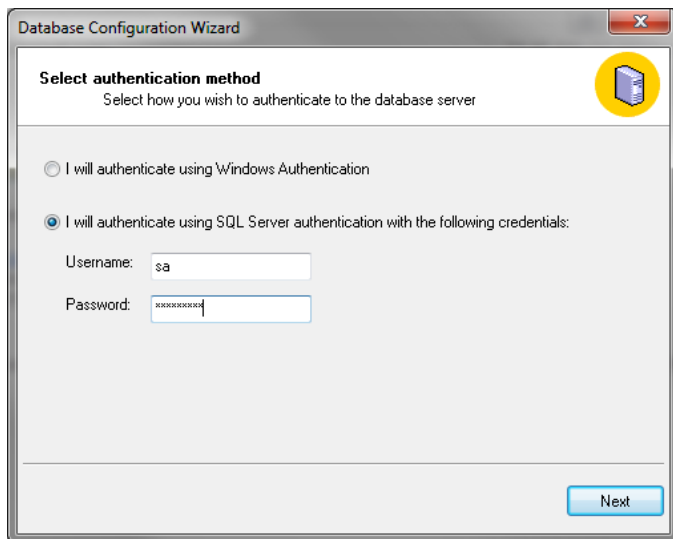 Database Configuration Wizard
Select authentication method
Select how you wish to authenticate to the database server
I will authenticate using Windows Authentication
I will authenticate using SQL Server authentication with the following credentials:
Username: sa
Password: *********
Next